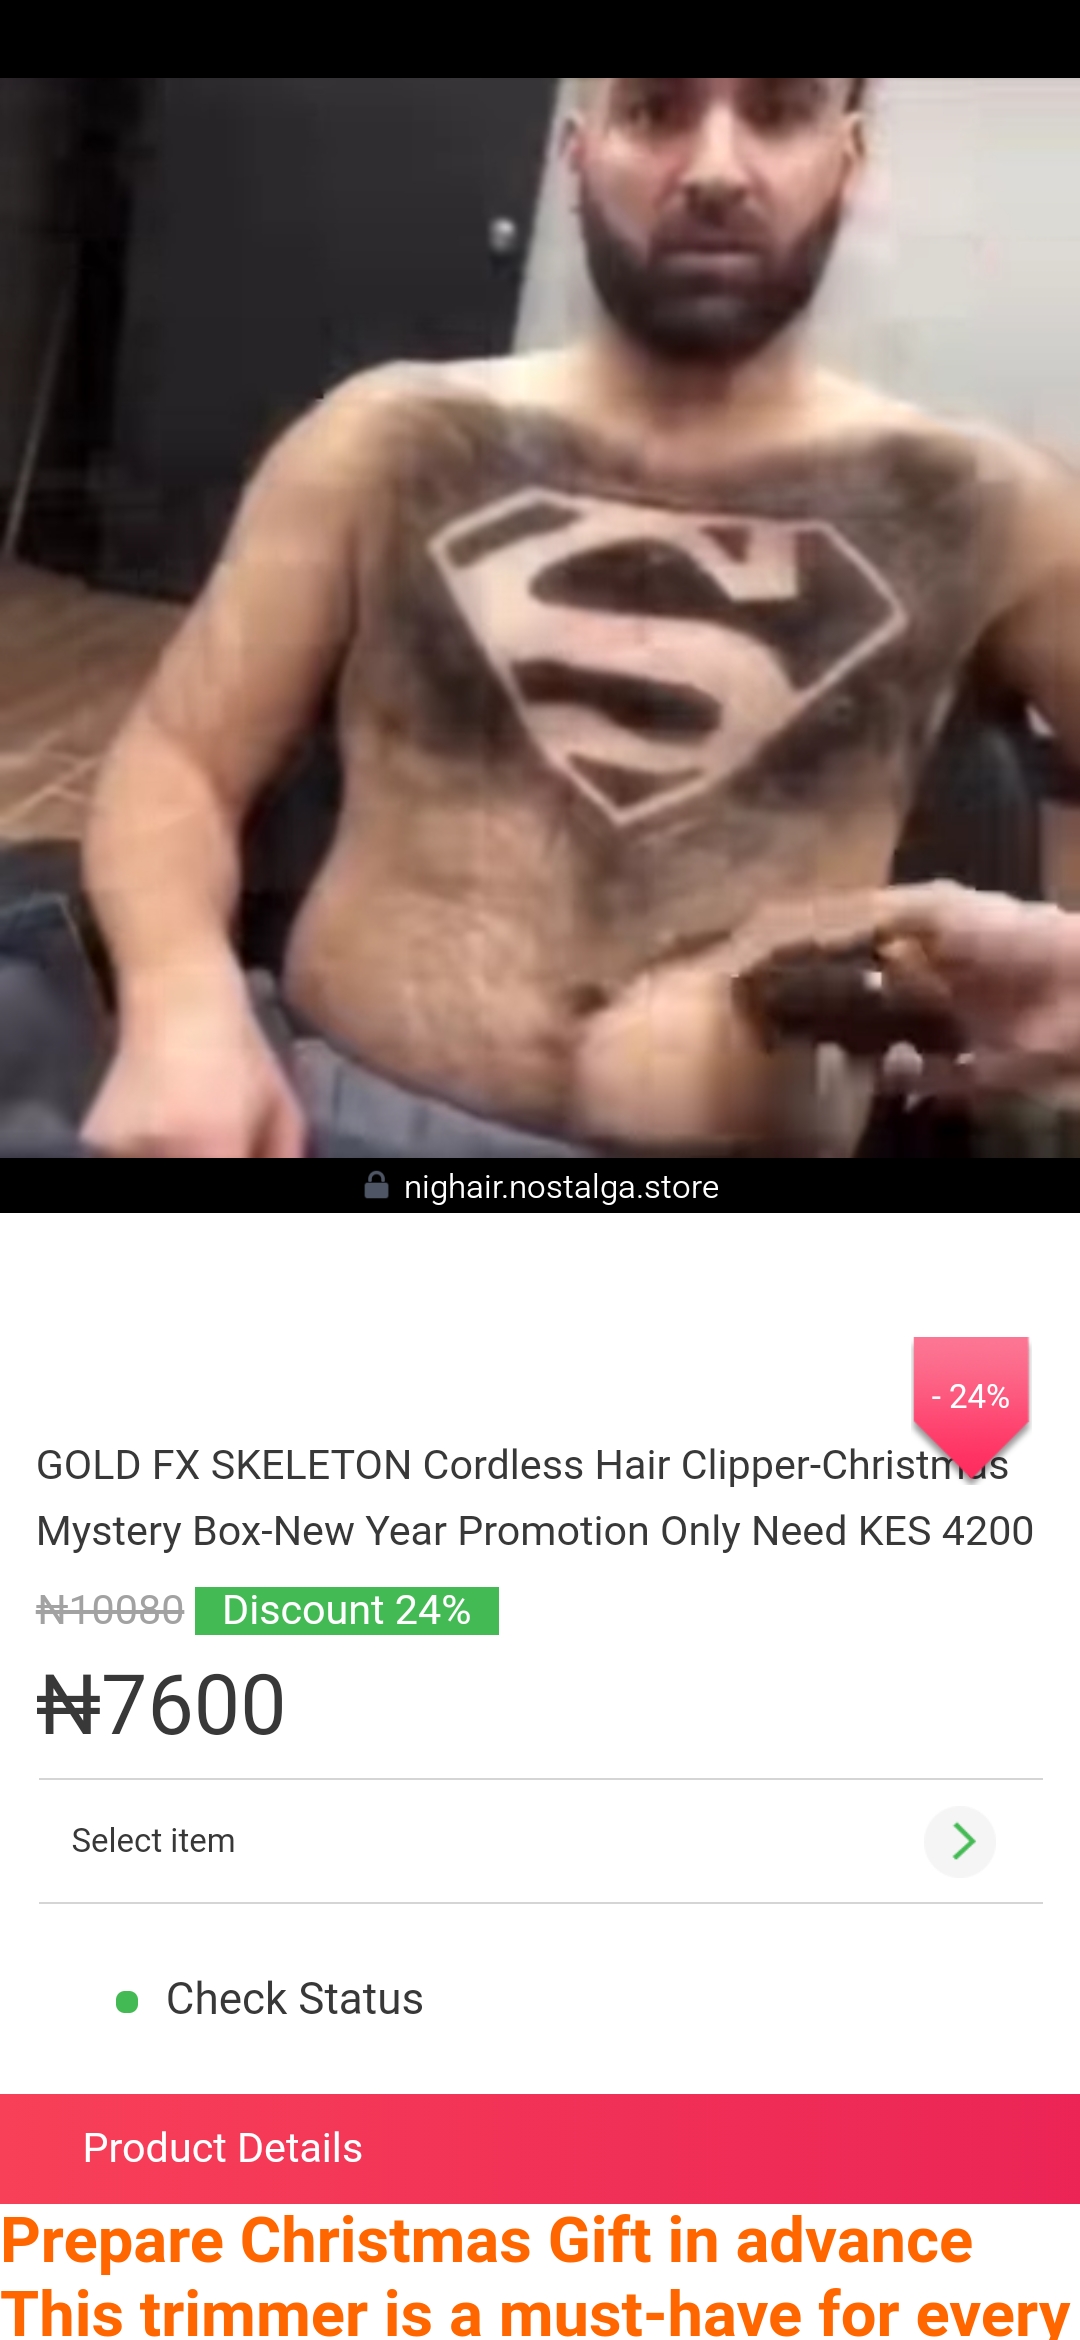 nighair.nostalga.store
- 24%
GOLD FX SKELETON Cordless Hair Clipper-Christmas
Mystery Box-New Year Promotion Only Need KES 4200
₦10080 Discount 24%
₦7600
Select item
Check Status
Product Details
Prepare Christmas Gift in advance
This trimmer is a must-have for every